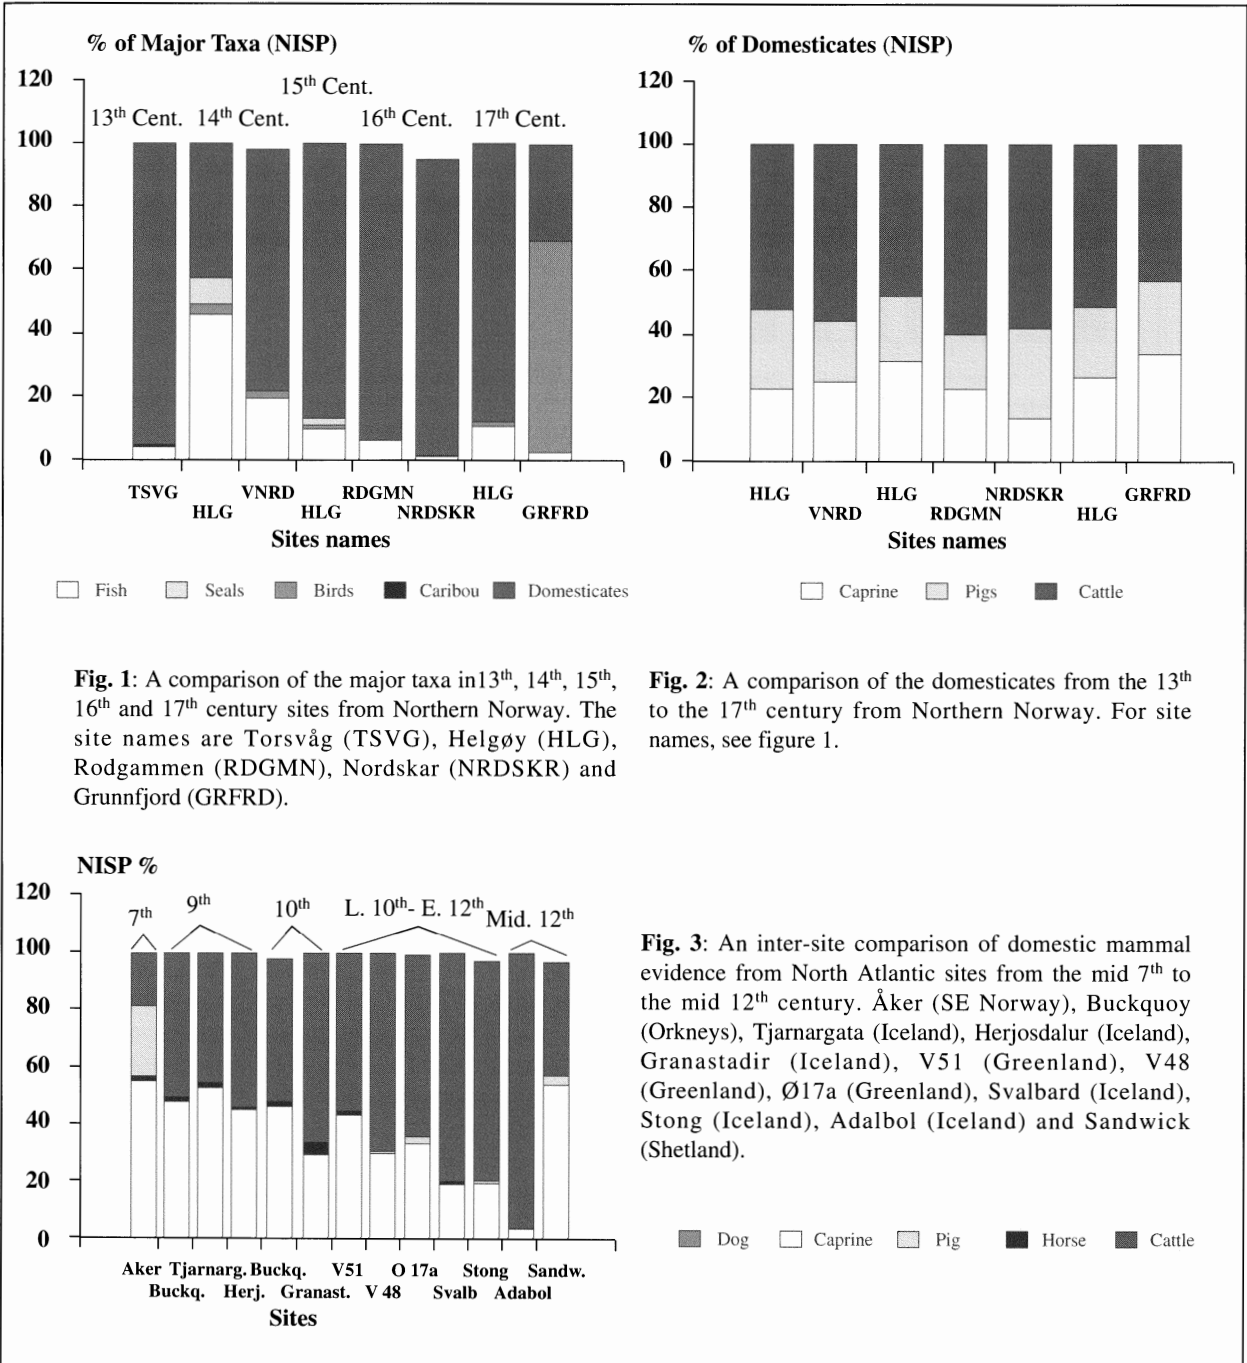 % of Major Taxa (NISP)
120
100
80
60
40
20
0
13th Cent.
14th Cent.
15th Cent.
16th Cent.
17th Cent.
TSVG
HLG
VNRD
HLG
RDGMN
NRDSKR
HLG
GRFRD
Sites names
Fish Seals Birds Caribou Domesticates
% of Domesticates (NISP)
120
100
80
60
40
20
0
HLG
VNRD
HLG
RDGMN
NRDSKR
HLG
GRFRD
Sites names
Caprine Pigs Cattle
Fig. 1: A comparison of the major taxa in13th, 14th, 15th,
16th and 17th century sites from Northern Norway. The
site names are Torsvåg (TSVG), Helgøy (HLG),
Rodgammen (RDGMN), Nordskar (NRDSKR) and
Grunnfjord (GRFRD).
Fig. 2: A comparison of the domesticates from the 13th
to the 17th century from Northern Norway. For site
names, see figure 1.
NISP %
120
100
80
60
40
20
0
7th
9th
10th
L. 10th- E. 12th
Mid. 12th
Aker Tjarnarg. Buckq. V51 O 17a Stong Sandw.
Buckq. Herj. Granast. V 48 Svalb Adabol
Sites
Fig. 3: An inter-site comparison of domestic mammal
evidence from North Atlantic sites from the mid 7th to
the mid 12th century. Åker (SE Norway), Buckquoy
(Orkneys), Tjarnargata (Iceland), Herjosdalur (Iceland),
Granastadir (Iceland), V51 (Greenland), V48
(Greenland), Ø17a (Greenland), Svalbard (Iceland),
Stong (Iceland), Adalbol (Iceland) and Sandwick
(Shetland).
Dog Caprine Pig Horse Cattle